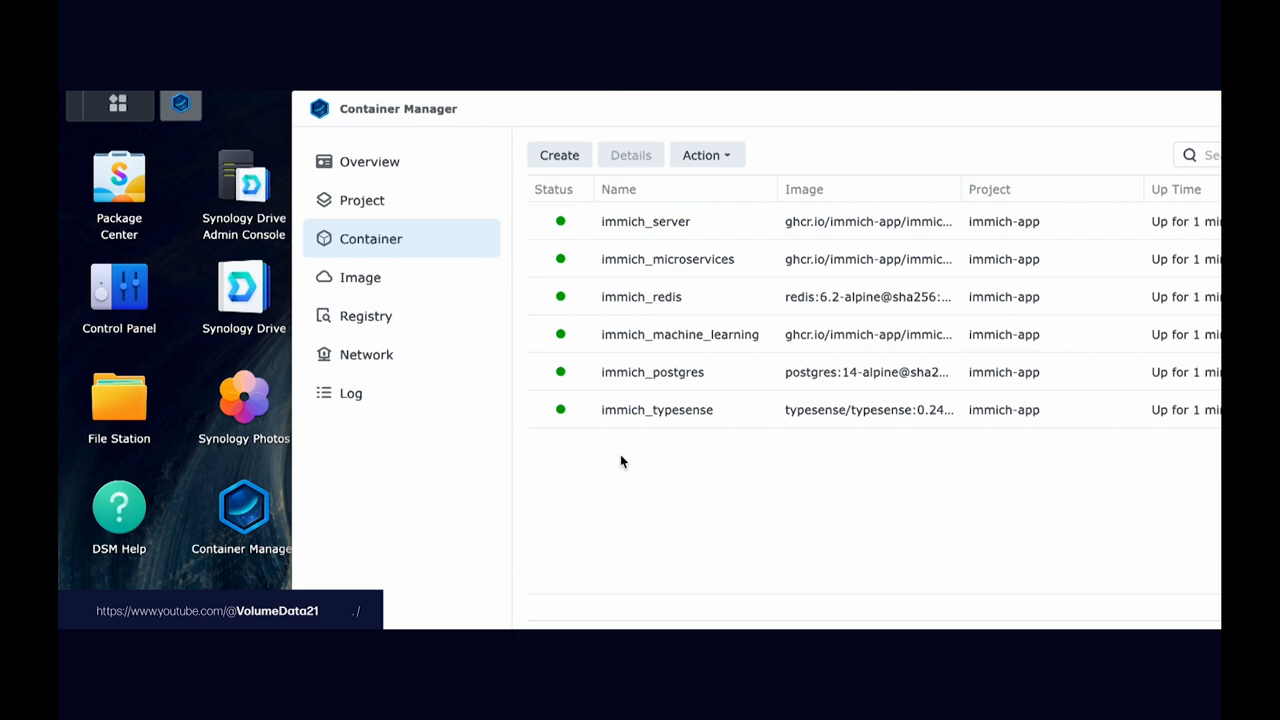 Container Manager
Package
Center
Synology Drive
Admin Console
Control Panel
Synology Drive
File Station
Synology Photos
DSM Help
Container Manage
Overview
Project
Container
Image
Registry
Network
Log
Create Details Action
Se
Status Name Image Project Up Time
immich_server ghcr.io/immich-app/immic... immich-app Up for 1 mi
immich_microservices ghcr.io/immich-app/immic... immich-app Up for 1 mi
immich_redis redis:6.2-alpine@sha256:... immich-app Up for 1 mi
immich_machine_learning ghcr.io/immich-app/immic... immich-app Up for 1 mi
immich_postgres postgres:14-alpine@sha2... immich-app Up for 1 mi
immich_typesense typesense/typesense:0.24... immich-app Up for 1 mi
https://www.youtube.com/@VolumeData21 . /